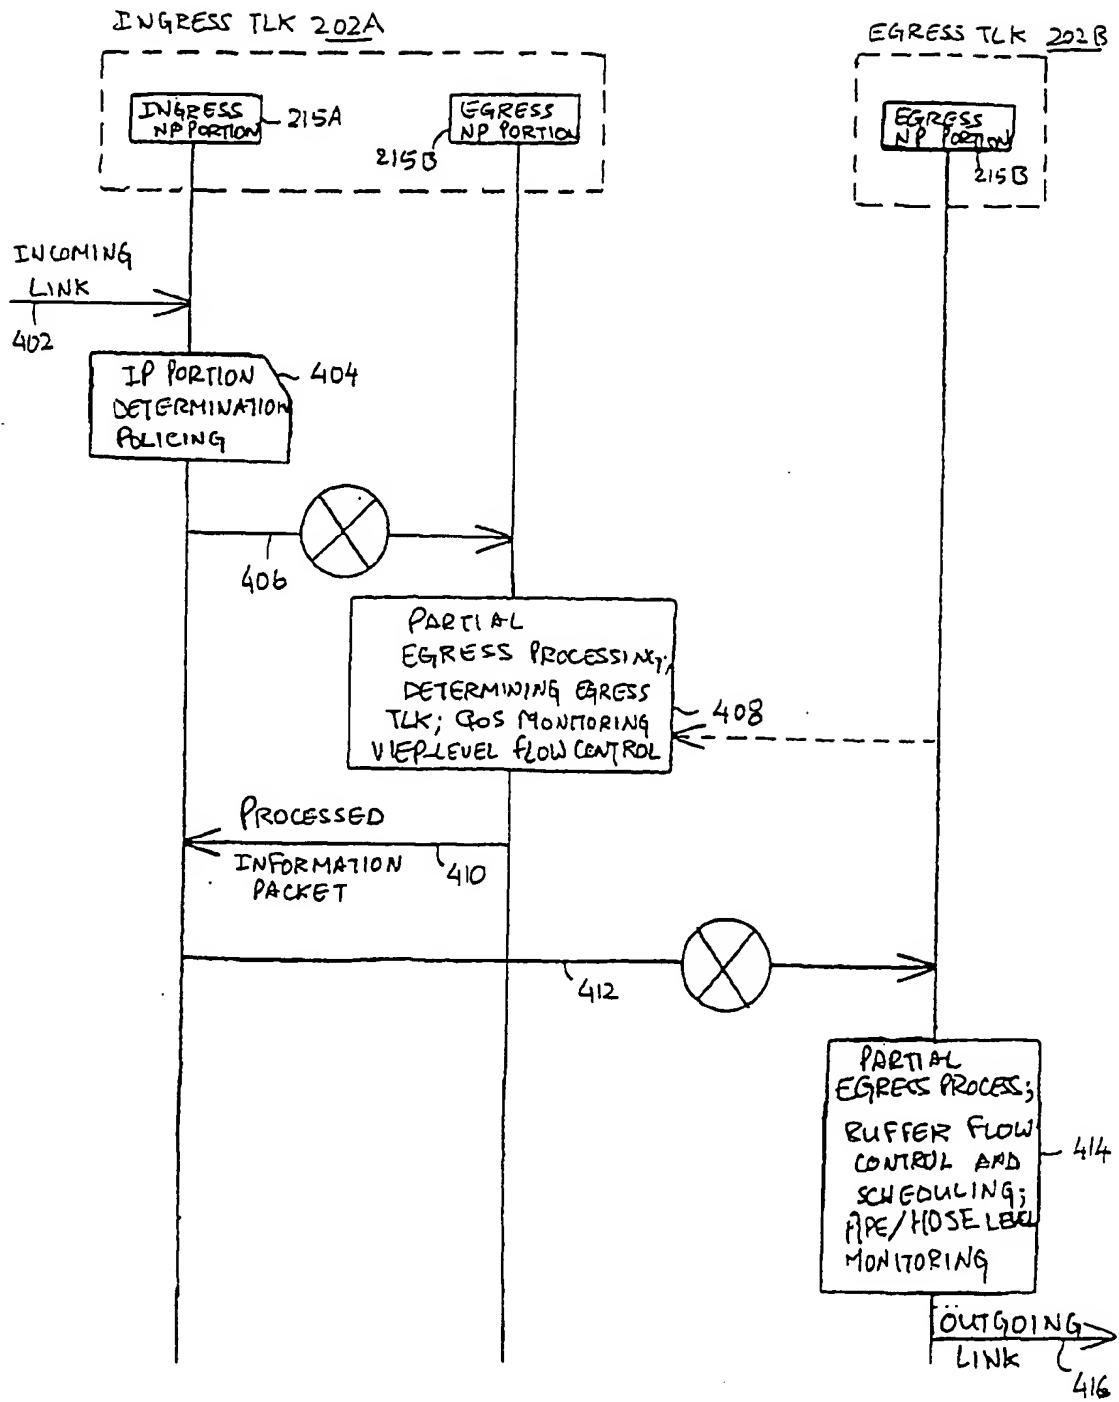 INGRESS TLK 202A
EGRESS TLK 202B
INGRESS
NP PORTION
215A
EGRESS
NP PORTION
215B
EGRESS
NP PORTION
215B
INCOMING
LINK
402
IP PORTION
DETERMINATION
POLICING
404
406
PARTIAL
EGRESS PROCESSING;
DETERMINING EGRESS
TLK; QOS MONITORING
VIEP-LEVEL FLOW CONTROL
408
PROCESSED
INFORMATION
PACKET
410
412
PARTIAL
EGRESS PROCESS;
BUFFER FLOW
CONTROL AND
SCHEDULING;
PIPE/HOSE LEVEL
MONITORING
414
OUTGOING
LINK
416